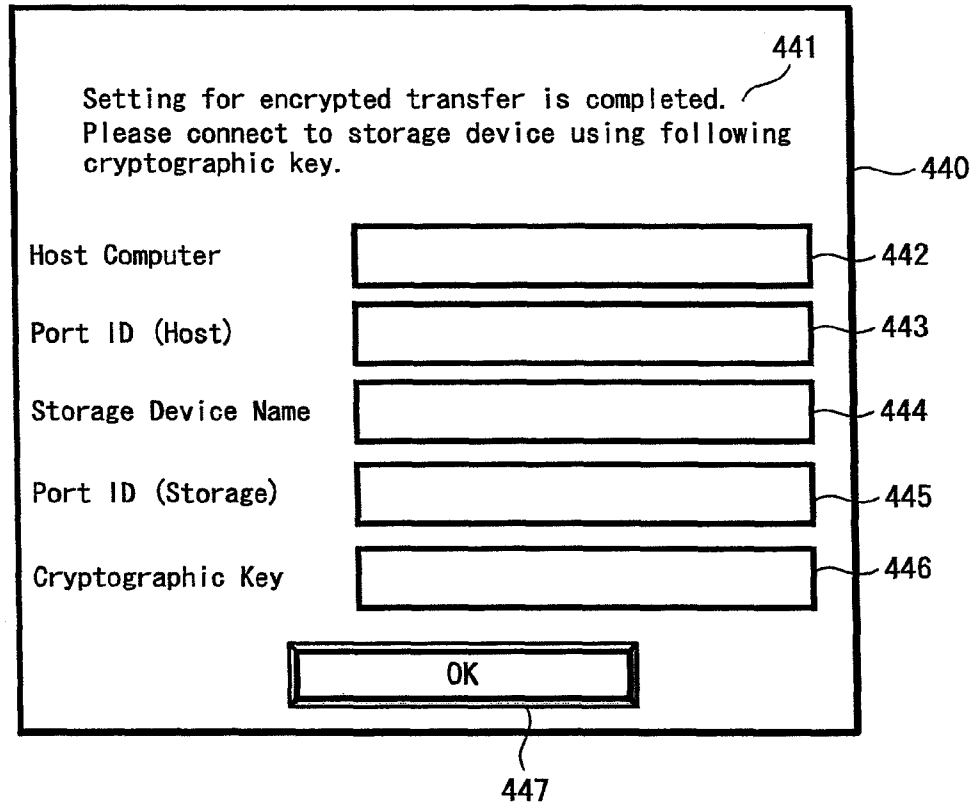 441
Setting for encrypted transfer is completed.
Please connect to storage device using following
cryptographic key.
440
Host Computer
442
Port ID (Host)
443
Storage Device Name
444
Port ID (Storage)
445
Cryptographic Key
446
OK
447